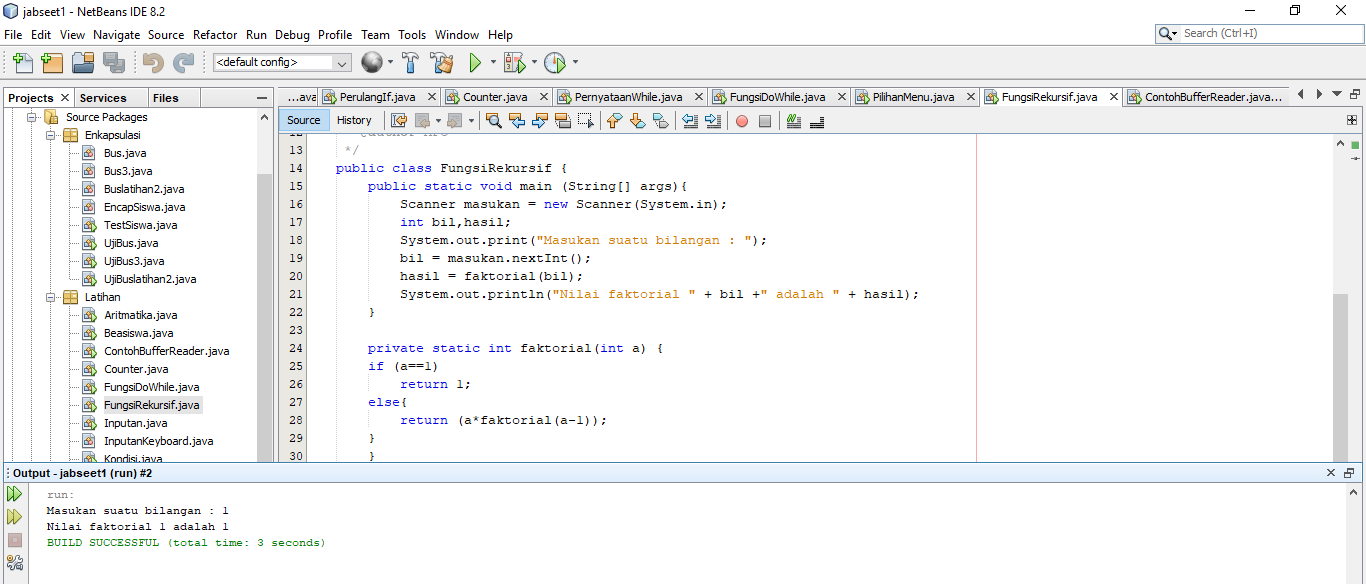 jabseet1 - NetBeans IDE 8.2
File Edit View Navigate Source Refactor Run Debug Profile Team Tools Window Help
Search (Ctrl+I)
<default config>
Projects Services Files
...ava PerulangIf.java Counter.java PernyataanWhile.java FungsiDoWhile.java PilihanMenu.java FungsiRekursif.java ContohBufferReader.java...
Source History
Source Packages
Enkapsulasi
Bus.java
Bus3.java
Buslatihan2.java
EncapSiswa.java
TestSiswa.java
UjiBus.java
UjiBus3.java
UjiBuslatihan2.java
Latihan
Aritmatika.java
Beasiswa.java
ContohBufferReader.java
Counter.java
FungsiDoWhile.java
FungsiRekursif.java
Inputan.java
InputanKeyboard.java
Kondisi.java
12
13 */
14 public class FungsiRekursif {
15 public static void main (String[] args){
16 Scanner masukan = new Scanner(System.in);
17 int bil,hasil;
18 System.out.print("Masukan suatu bilangan : ");
19 bil = masukan.nextInt();
20 hasil = faktorial(bil);
21 System.out.println("Nilai faktorial " + bil +" adalah " + hasil);
22 }
23
24 private static int faktorial(int a) {
25 if (a==1)
26 return 1;
27 else{
28 return (a*faktorial(a-1));
29 }
30 }
Output - jabseet1 (run) #2
run:
Masukan suatu bilangan : 1
Nilai faktorial 1 adalah 1
BUILD SUCCESSFUL (total time: 3 seconds)